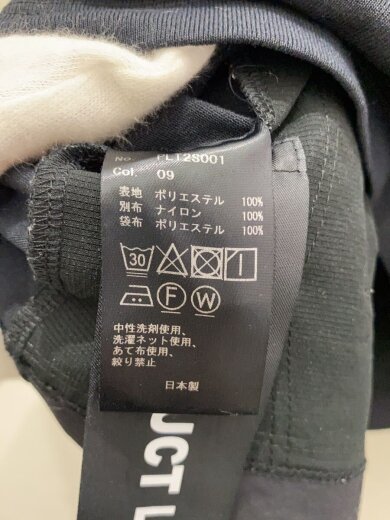 No. PL12S001
Col. 09
表地 ポリエステル 100%
別布 ナイロン 100%
袋布 ポリエステル 100%
30
F W
中性洗剤使用、
洗濯ネット使用、
あて布使用、
絞り禁止
日本製
UCT